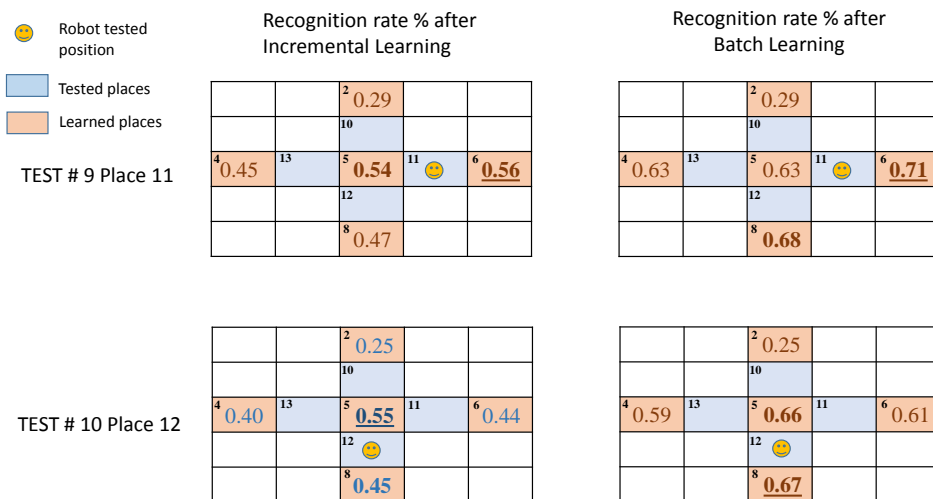 Recognition rate % after
Incremental Learning
Recognition rate % after
Batch Learning
Robot tested
position
Tested places
Learned places
TEST # 9 Place 11
2 0.29
10
4 0.45 13 5 0.54 11 6 0.56
12
8 0.47
2 0.29
10
4 0.63 13 5 0.63 11 6 0.71
12
8 0.68
TEST # 10 Place 12
2 0.25
10
4 0.40 13 5 0.55 11 6 0.44
12
8 0.45
2 0.25
10
4 0.59 13 5 0.66 11 6 0.61
12
8 0.67